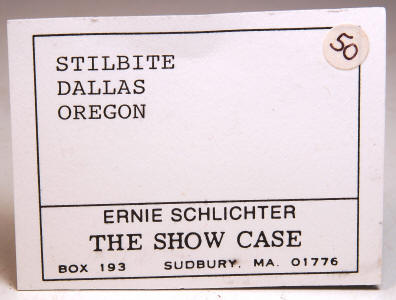 50
STILBITE
DALLAS
OREGON
ERNIE SCHLICHTER
THE SHOW CASE
BOX 193 SUDBURY, MA. 01776